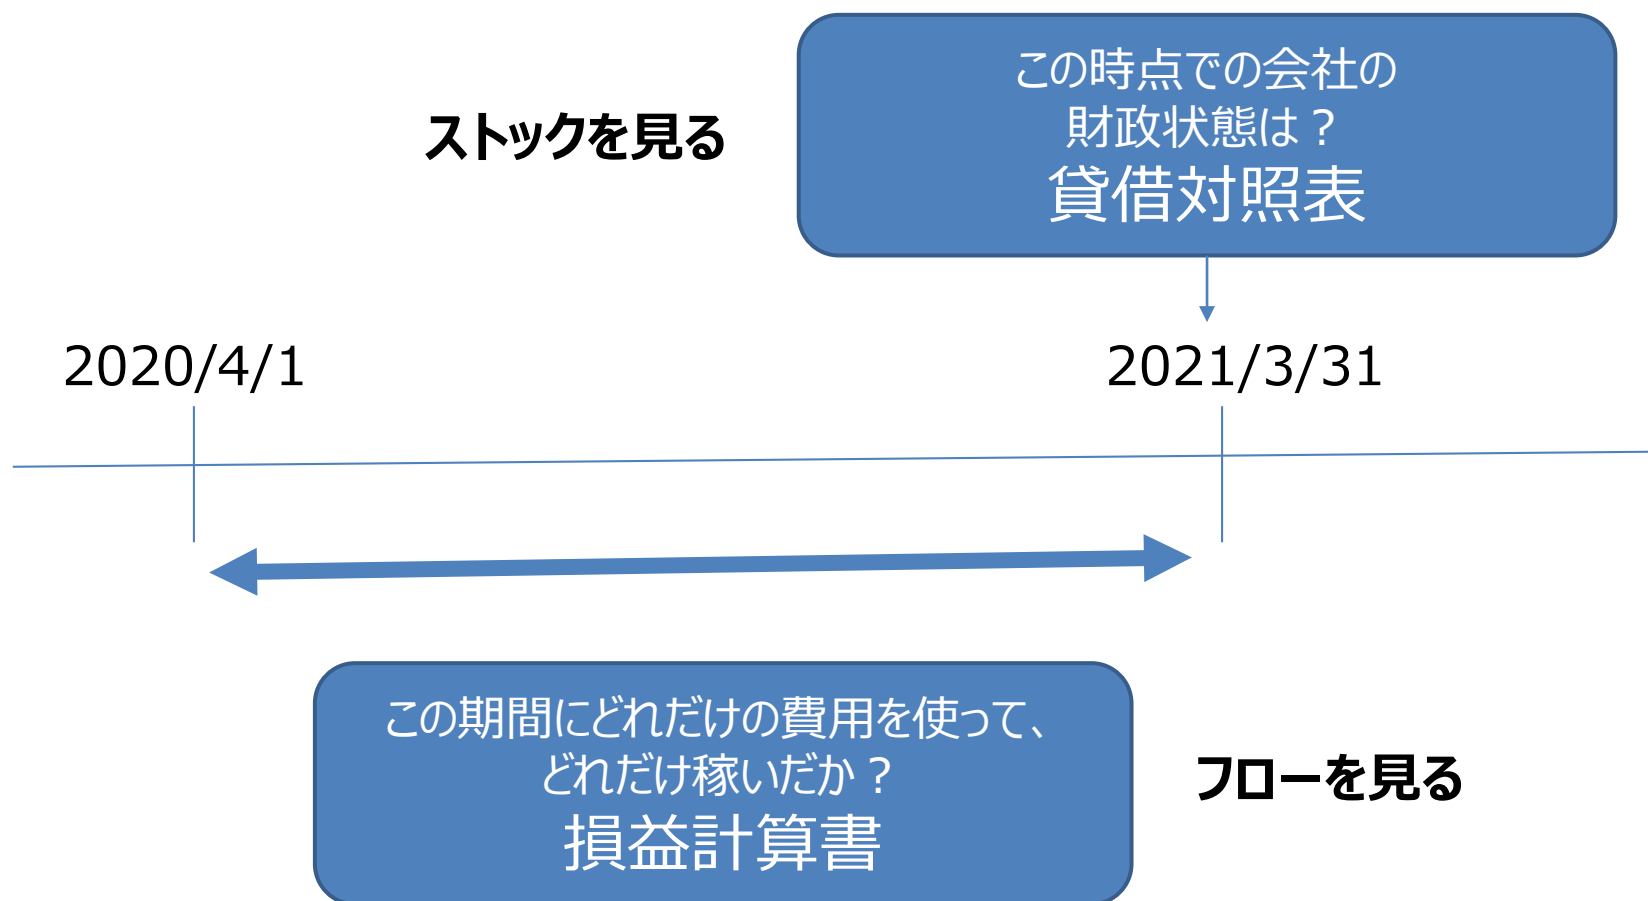 この時点での会社の
財政状態は？
貸借対照表
ストックを見る
2020/4/1
2021/3/31
この期間にどれだけの費用を使って、
どれだけ稼いだか？
損益計算書
フローを見る